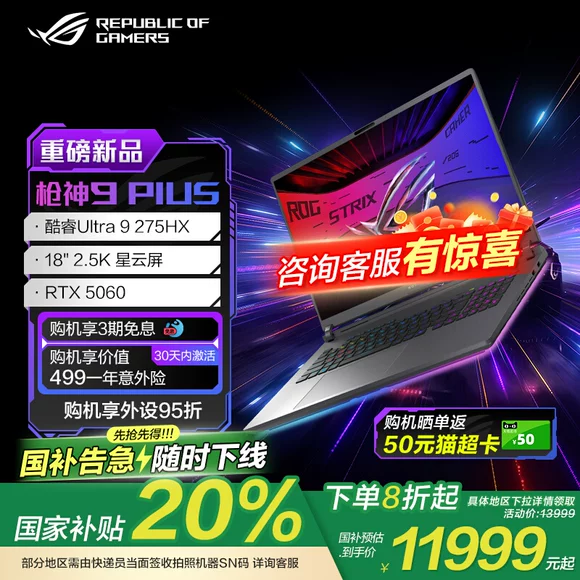 REPUBLIC OF
GAMERS
重磅新品
枪神9 PLUS
· 酷睿Ultra 9 275HX
· 18" 2.5K 星云屏
· RTX 5060
购机享3期免息
购机享价值 30天内激活
499一年意外险
购机享外设95折
ROG
STRIX
GAMER
咨询客服有惊喜
购机晒单返
50元猫超卡
¥50
先抢先得!!!
国补告急 随时下线
国家补贴 20%
部分地区需由快递员当面签收拍照机器SN码 详询客服
下单8折起 具体地区下拉详情领取
活动价:13999
国补预估
.到手价 ¥11999元起